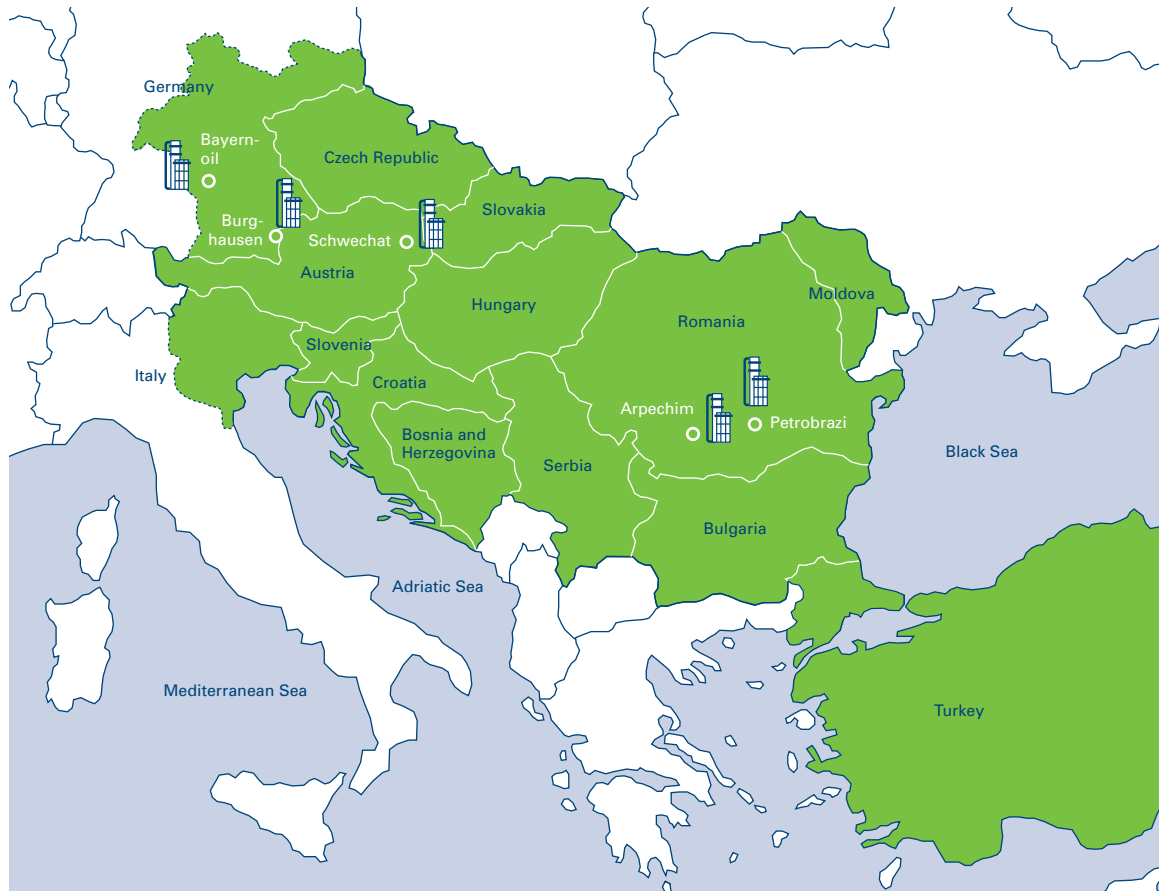 Germany
Bayern-
oil
Czech Republic
Slovakia
Burg-
hausen
Schwechat
Austria
Moldova
Hungary
Romania
Slovenia
Italy
Croatia
Arpechim
Petrobrazi
Bosnia and
Herzegovina
Serbia
Black Sea
Bulgaria
Adriatic Sea
Mediterranean Sea
Turkey